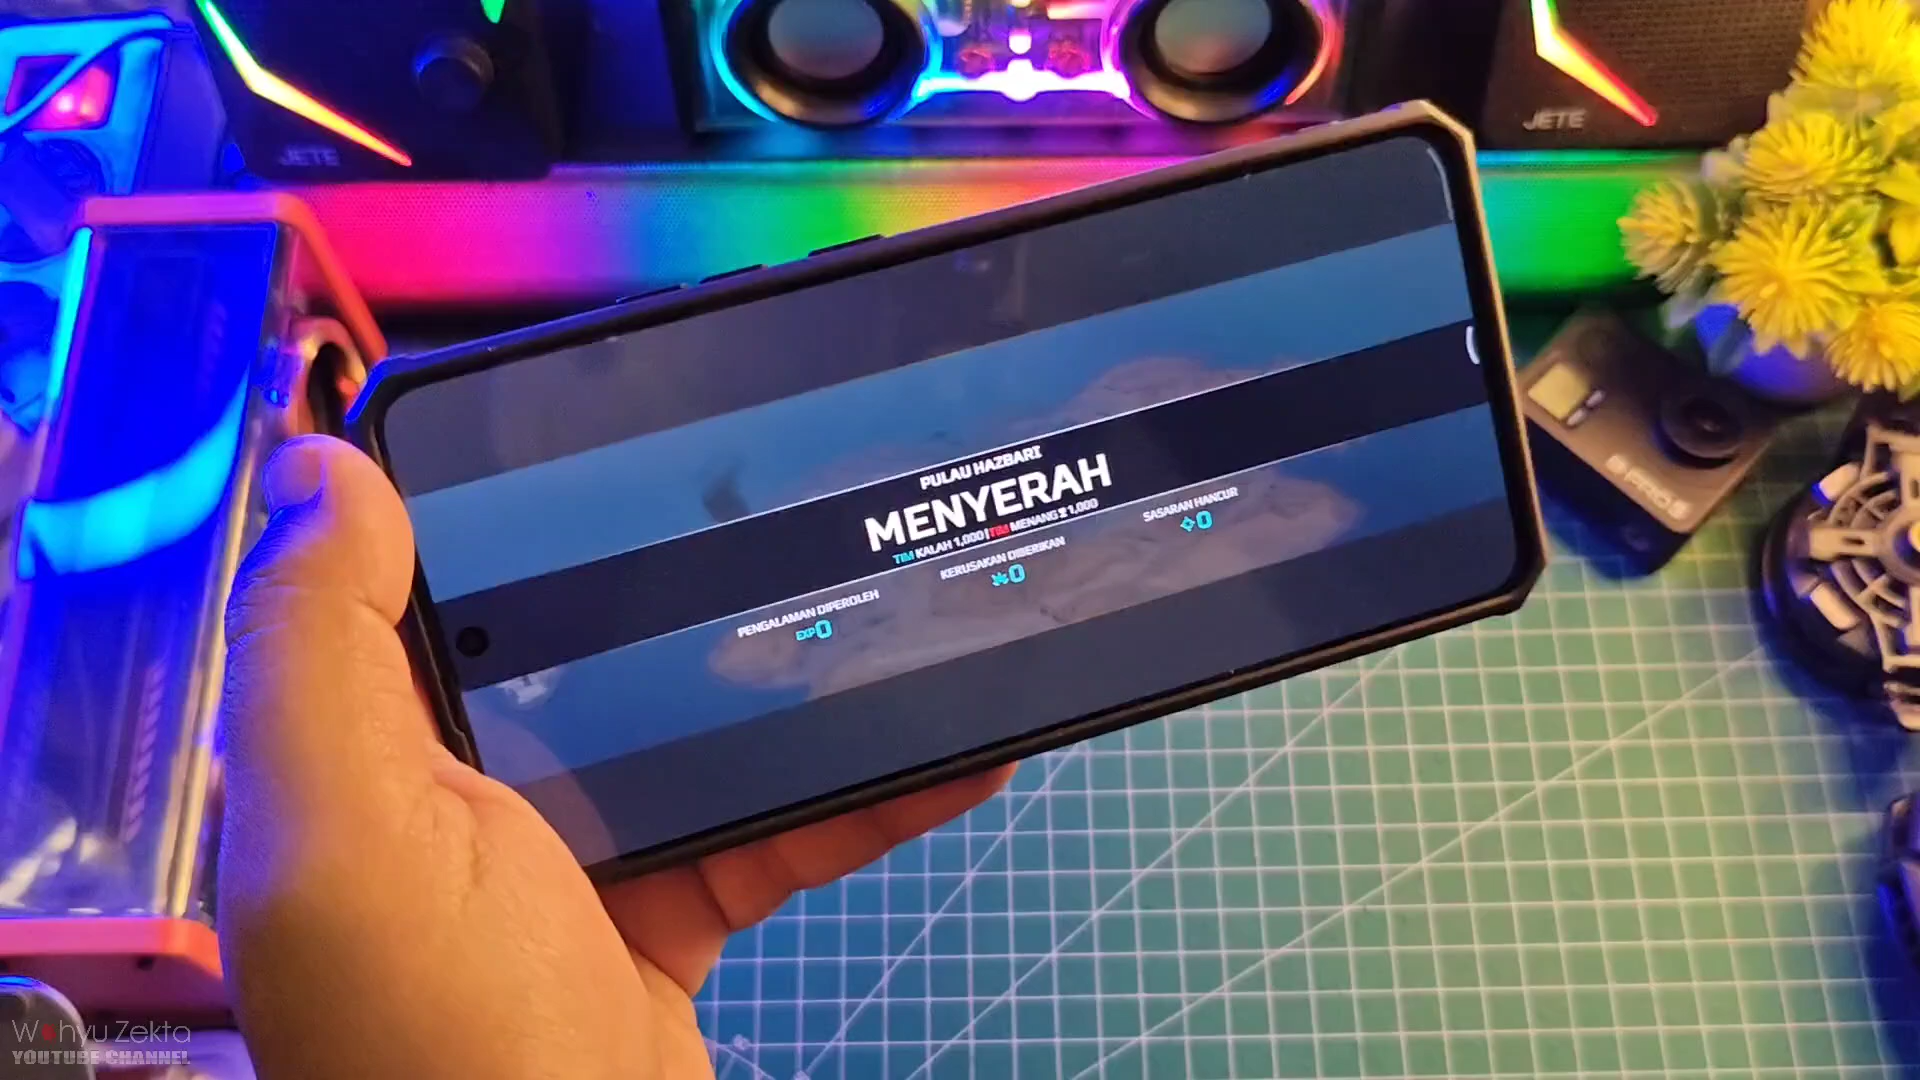 JETE
JETE
PULAU HAZBARI
MENYERAH
TIM KALAH 1,000 | TIM MENANG 1,000
SASARAN HANCUR
0
KERUSAKAN DIBERIKAN
0
PENGALAMAN DIPEROLEH
EXP 0
Wahyu Zekta
YOUTUBE CHANNEL